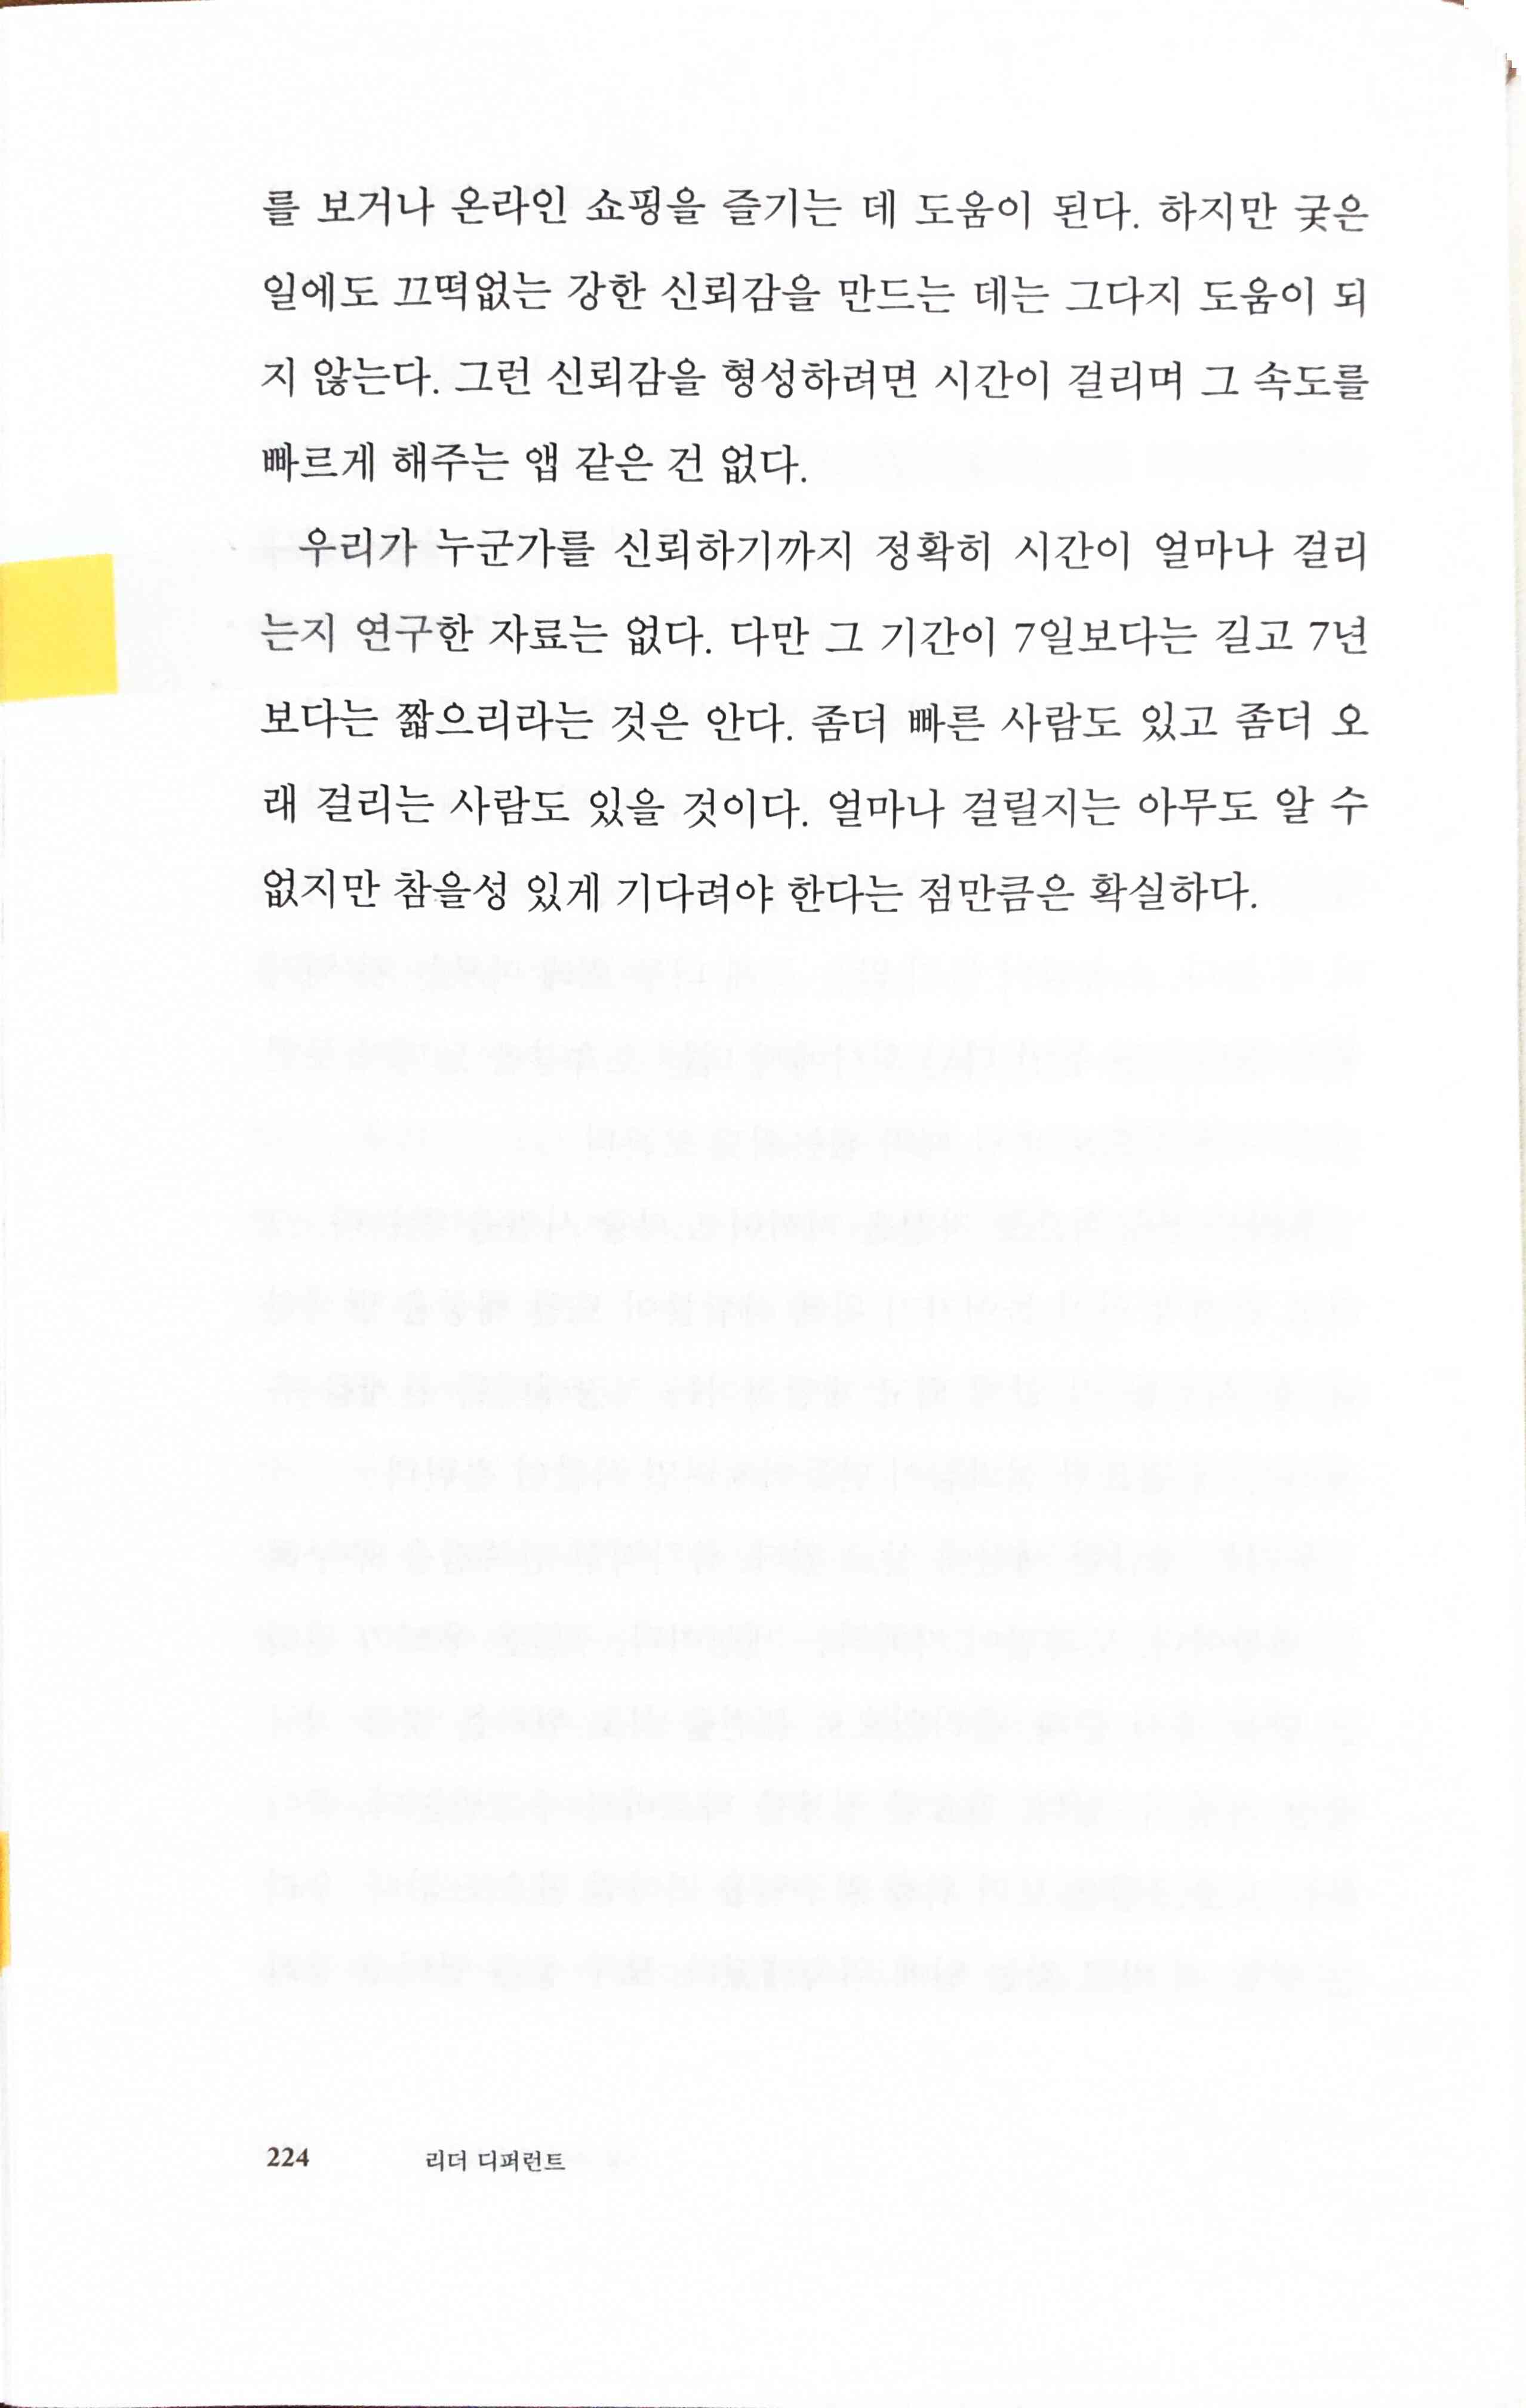 를 보거나 온라인 쇼핑을 즐기는 데 도움이 된다. 하지만 궂은
일에도 끄떡없는 강한 신뢰감을 만드는 데는 그다지 도움이 되
지 않는다. 그런 신뢰감을 형성하려면 시간이 걸리며 그 속도를
빠르게 해주는 앱 같은 건 없다.
우리가 누군가를 신뢰하기까지 정확히 시간이 얼마나 걸리
는지 연구한 자료는 없다. 다만 그 기간이 7일보다는 길고 7년
보다는 짧으리라는 것은 안다. 좀더 빠른 사람도 있고 좀더 오
래 걸리는 사람도 있을 것이다. 얼마나 걸릴지는 아무도 알 수
없지만 참을성 있게 기다려야 한다는 점만큼은 확실하다.
224 리더 디퍼런트